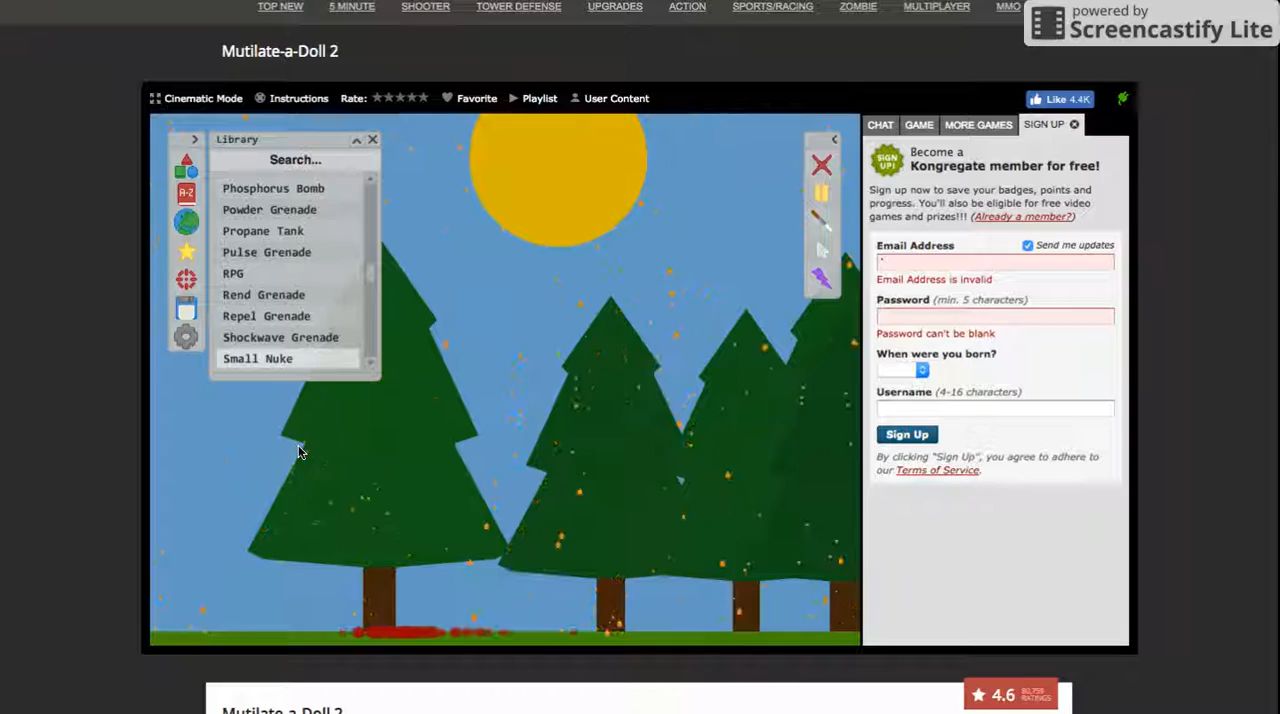 TOP NEW 5 MINUTE SHOOTER TOWER DEFENSE UPGRADES ACTION SPORTS/RACING ZOMBIE MULTIPLAYER MMO
powered by
Screencastify Lite
Mutilate-a-Doll 2
Cinematic Mode Instructions Rate: Favorite Playlist User Content Like 4.4K
CHAT GAME MORE GAMES SIGN UP
Library
Search...
A-Z
Phosphorus Bomb
Powder Grenade
Propane Tank
Pulse Grenade
RPG
Rend Grenade
Repel Grenade
Shockwave Grenade
Small Nuke
SIGN UP!
Become a
Kongregate member for free!
Sign up now to save your badges, points and
progress. You'll also be eligible for free video
games and prizes!!! (Already a member?)
Email Address Send me updates
`
Email Address is invalid
Password (min. 5 characters)
Password can't be blank
When were you born?
Username (4-16 characters)
Sign Up
By clicking "Sign Up", you agree to adhere to
our Terms of Service.
4.6 80,759 RATINGS
Mutilate a Doll 2